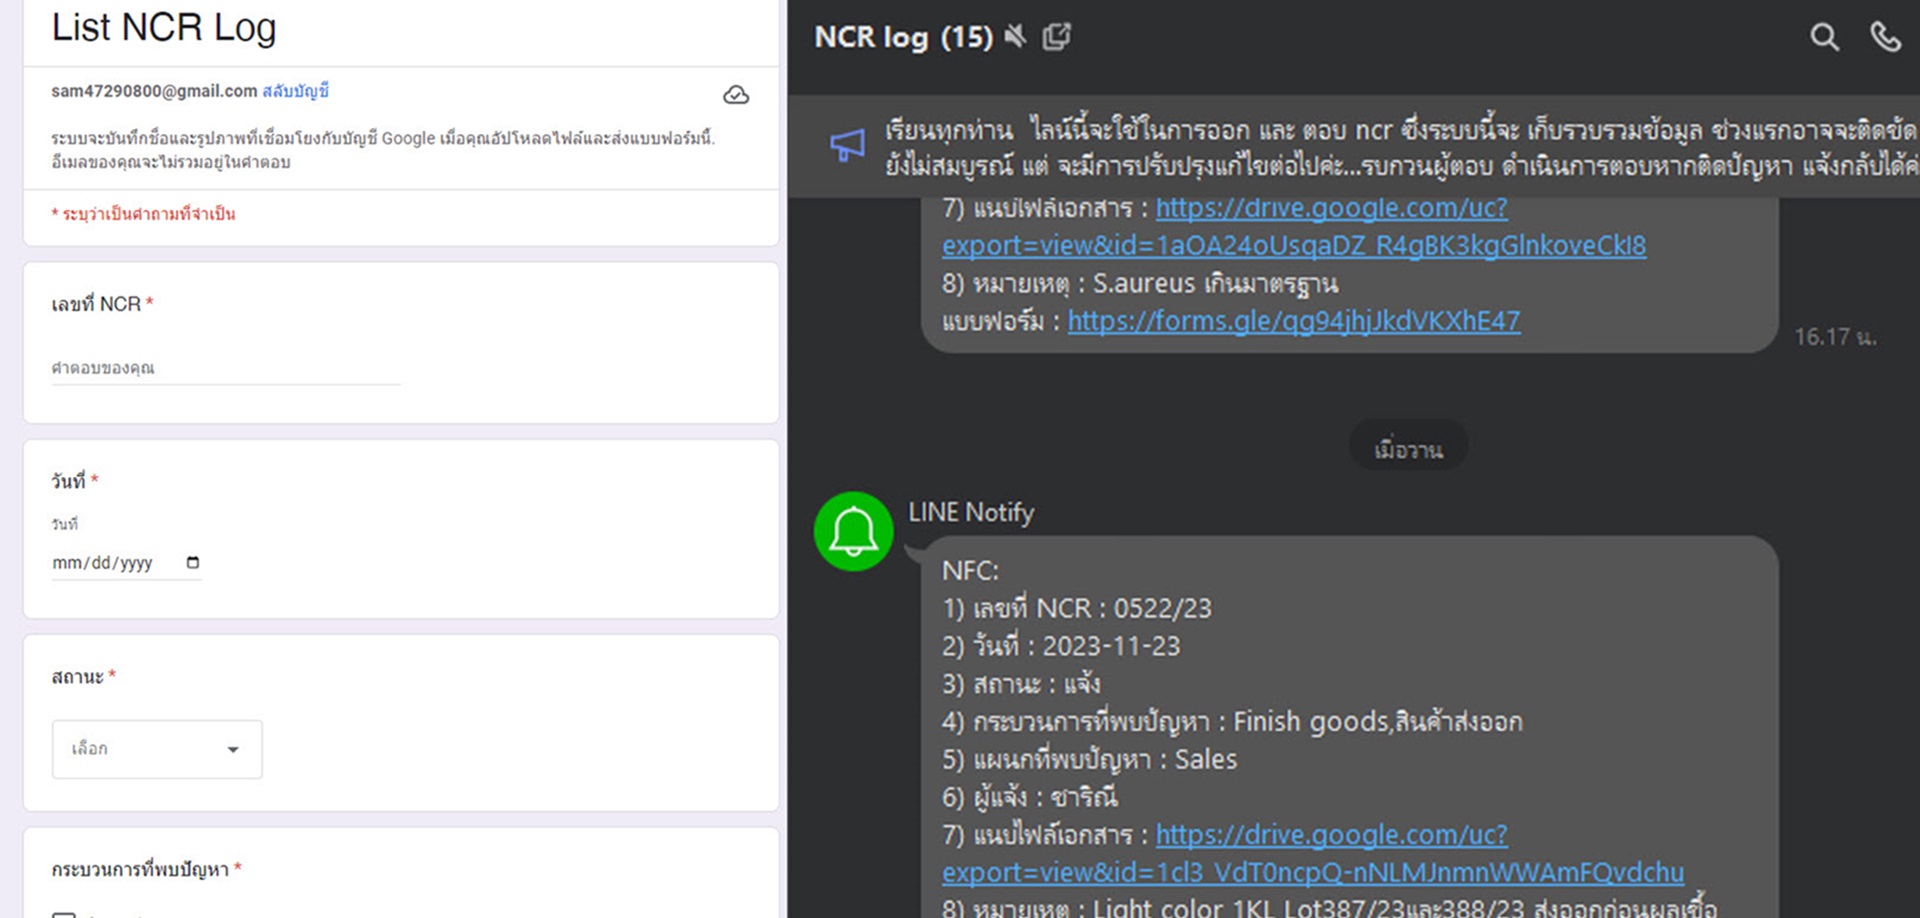 List NCR Log
sam47290800@gmail.com สลับบัญชี
ระบบจะบันทึกชื่อและรูปภาพที่เชื่อมโยงกับบัญชี Google เมื่อคุณอัปโหลดไฟล์และส่งแบบฟอร์มนี้.
อีเมลของคุณจะไม่รวมอยู่ในคำตอบ
* ระบุว่าเป็นคำถามที่จำเป็น
เลขที่ NCR *
คำตอบของคุณ
วันที่ *
วันที่
mm/dd/yyyy
สถานะ *
เลือก
กระบวนการที่พบปัญหา *
NCR log (15)
เรียนทุกท่าน ไลน์นี้จะใช้ในการออก และ ตอบ ncr ซึ่งระบบนี้จะ เก็บรวบรวมข้อมูล ช่วงแรกอาจจะติดขัด
ยังไม่สมบูรณ์ แต่ จะมีการปรับปรุงแก้ไขต่อไปค่ะ...รบกวนผู้ตอบ ดำเนินการตอบหากติดปัญหา แจ้งกลับได้ค่
7) แนบไฟล์เอกสาร : https://drive.google.com/uc?
export=view&id=1aOA24oUsqaDZ_R4gBK3kgGlnkoveCkI8
8) หมายเหตุ : S.aureus เกินมาตรฐาน
แบบฟอร์ม : https://forms.gle/qg94jhjJkdVKXhE47
16.17 น.
เมื่อวาน
LINE Notify
NFC:
1) เลขที่ NCR : 0522/23
2) วันที่ : 2023-11-23
3) สถานะ : แจ้ง
4) กระบวนการที่พบปัญหา : Finish goods,สินค้าส่งออก
5) แผนกที่พบปัญหา : Sales
6) ผู้แจ้ง : ชาริณี
7) แนบไฟล์เอกสาร : https://drive.google.com/uc?
export=view&id=1cl3_VdT0ncpQ-nNLMJnmnWWAmFQvdchu
8) หมายเหตุ : Light color 1KL Lot387/23และ388/23 ส่งออกก่อนผลเชื้อ